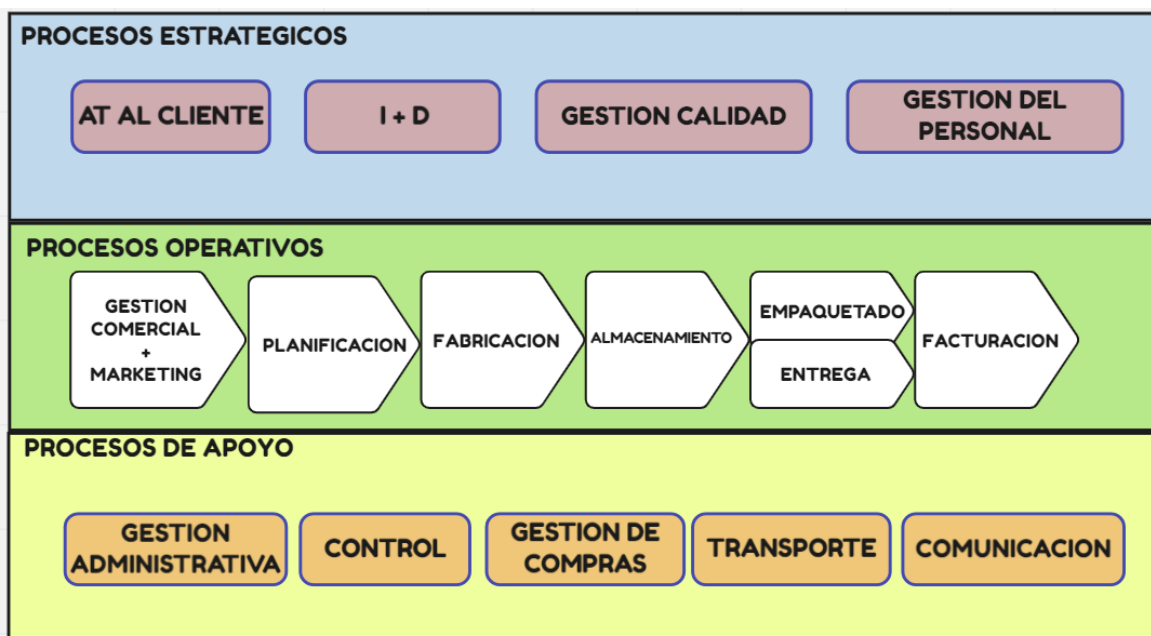 PROCESOS ESTRATEGICOS
AT AL CLIENTE
I + D
GESTION CALIDAD
GESTION DEL
PERSONAL
PROCESOS OPERATIVOS
GESTION
COMERCIAL
+
MARKETING
PLANIFICACION
FABRICACION
ALMACENAMIENTO
EMPAQUETADO
ENTREGA
FACTURACION
PROCESOS DE APOYO
GESTION
ADMINISTRATIVA
CONTROL
GESTION DE
COMPRAS
TRANSPORTE
COMUNICACION